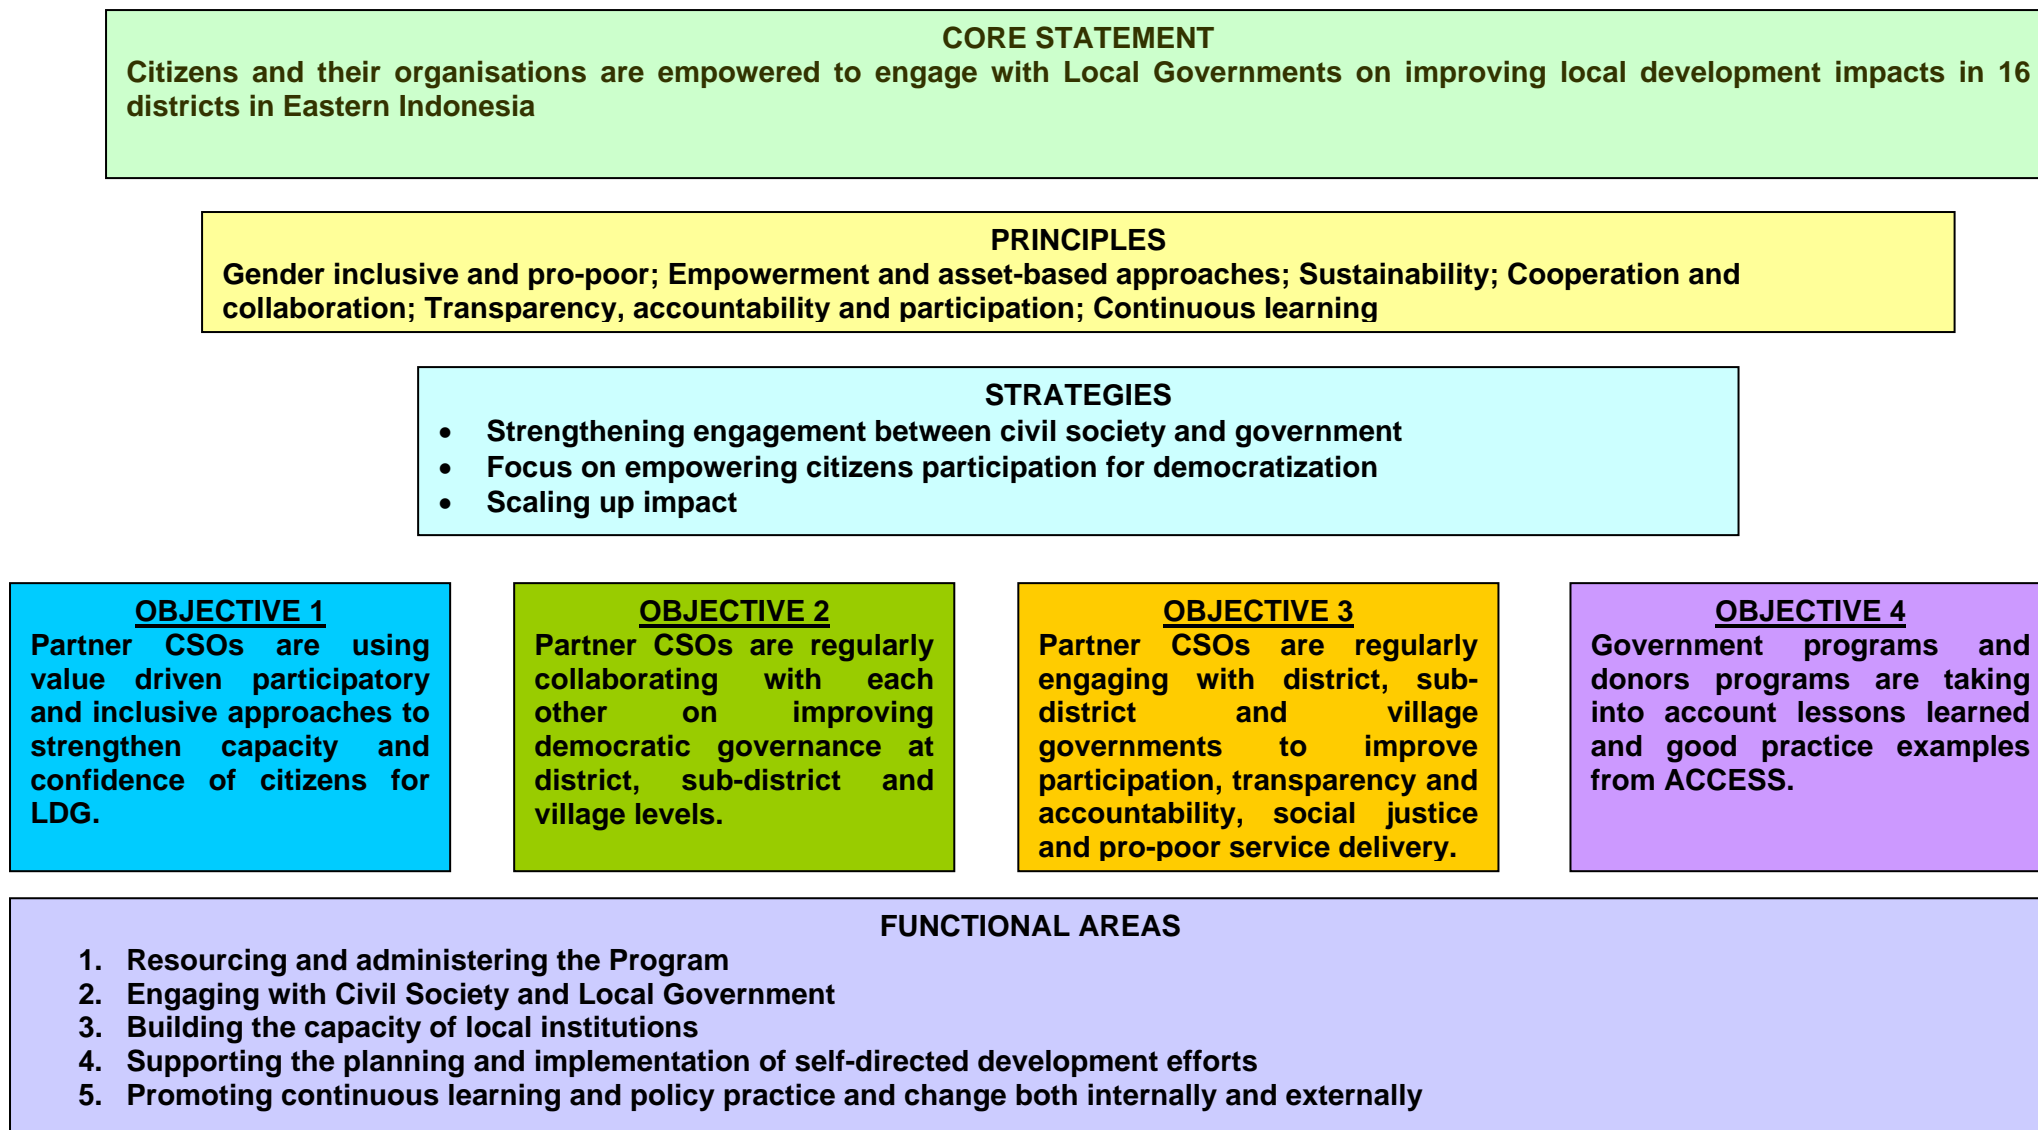 CORE STATEMENT
Citizens and their organisations are empowered to engage with Local Governments on improving local development impacts in 16
districts in Eastern Indonesia
PRINCIPLES
Gender inclusive and pro-poor; Empowerment and asset-based approaches; Sustainability; Cooperation and
collaboration; Transparency, accountability and participation; Continuous learning
STRATEGIES
• Strengthening engagement between civil society and government
• Focus on empowering citizens participation for democratization
• Scaling up impact
OBJECTIVE 1
Partner CSOs are using
value driven participatory
and inclusive approaches to
strengthen capacity and
confidence of citizens for
LDG.
OBJECTIVE 2
Partner CSOs are regularly
collaborating with each
other on improving
democratic governance at
district, sub-district and
village levels.
OBJECTIVE 3
Partner CSOs are regularly
engaging with district, sub-
district and village
governments to improve
participation, transparency and
accountability, social justice
and pro-poor service delivery.
OBJECTIVE 4
Government programs and
donors programs are taking
into account lessons learned
and good practice examples
from ACCESS.
FUNCTIONAL AREAS
1. Resourcing and administering the Program
2. Engaging with Civil Society and Local Government
3. Building the capacity of local institutions
4. Supporting the planning and implementation of self-directed development efforts
5. Promoting continuous learning and policy practice and change both internally and externally